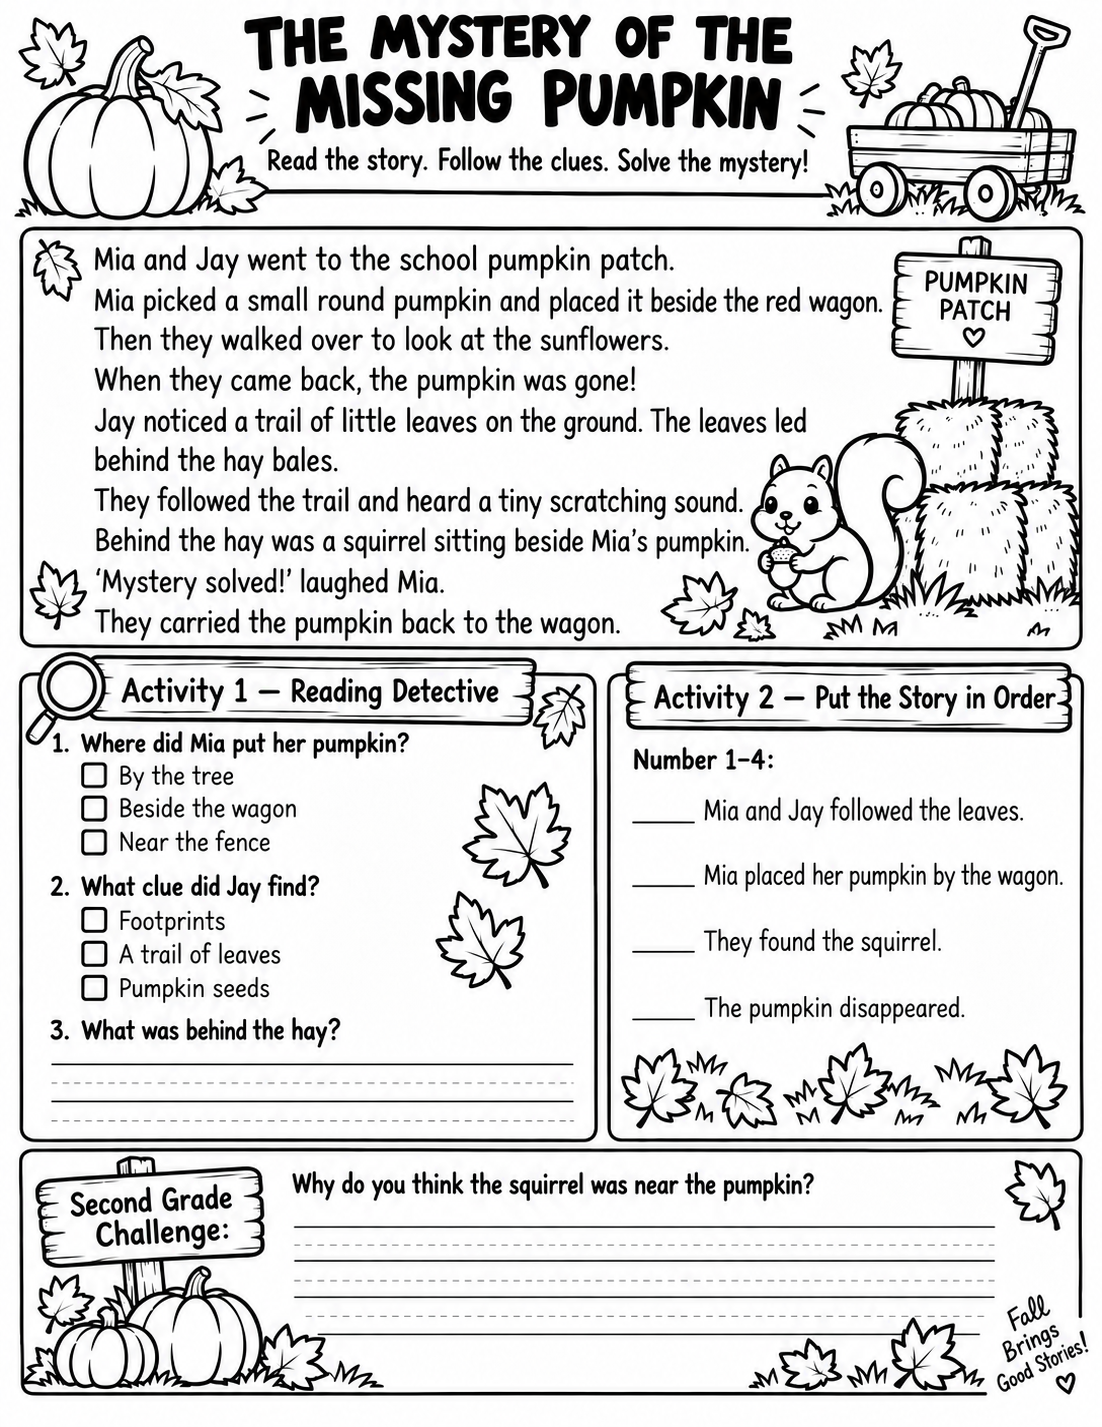 THE MYSTERY OF THE
MISSING PUMPKIN
Read the story. Follow the clues. Solve the mystery!
Mia and Jay went to the school pumpkin patch.
Mia picked a small round pumpkin and placed it beside the red wagon.
Then they walked over to look at the sunflowers.
When they came back, the pumpkin was gone!
Jay noticed a trail of little leaves on the ground. The leaves led
behind the hay bales.
They followed the trail and heard a tiny scratching sound.
Behind the hay was a squirrel sitting beside Mia's pumpkin.
'Mystery solved!' laughed Mia.
They carried the pumpkin back to the wagon.
PUMPKIN
PATCH
Activity 1 — Reading Detective
1. Where did Mia put her pumpkin?
By the tree
Beside the wagon
Near the fence
2. What clue did Jay find?
Footprints
A trail of leaves
Pumpkin seeds
3. What was behind the hay?
Activity 2 — Put the Story in Order
Number 1–4:
_____ Mia and Jay followed the leaves.
_____ Mia placed her pumpkin by the wagon.
_____ They found the squirrel.
_____ The pumpkin disappeared.
Second Grade
Challenge:
Why do you think the squirrel was near the pumpkin?
Fall
Brings
Good Stories!